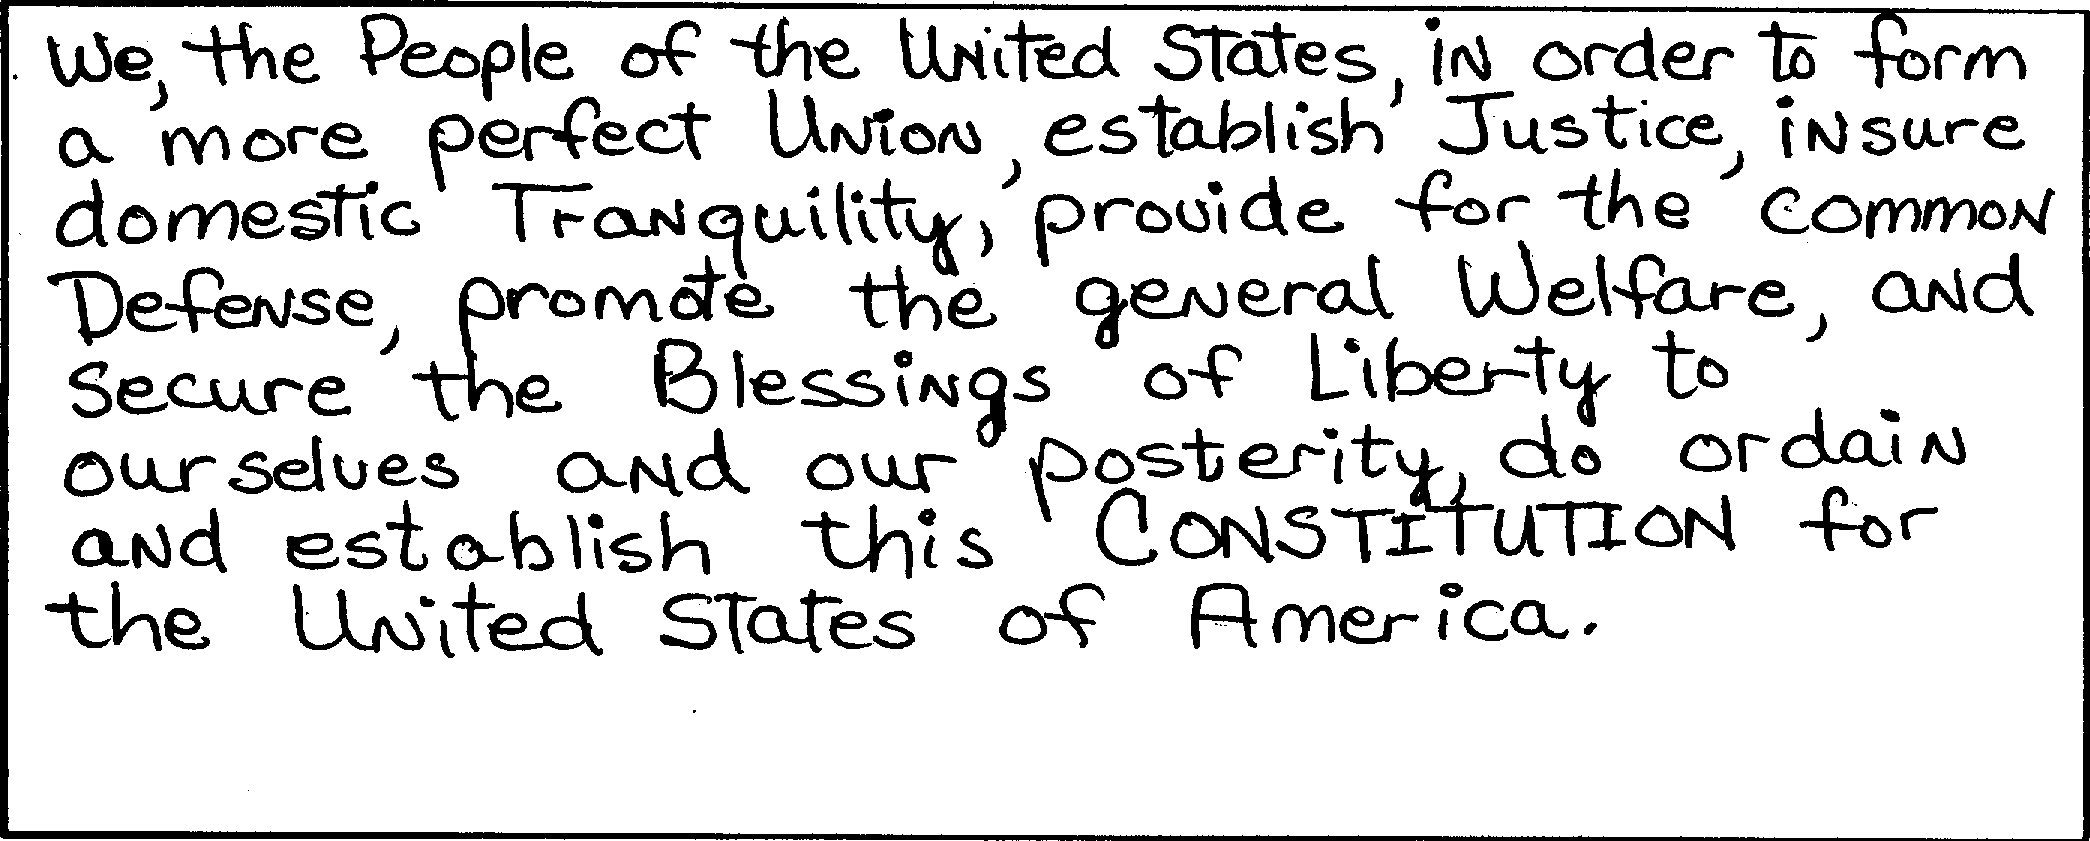 We, the People of the United States, in order to form
a more perfect Union, establish Justice, insure
domestic Tranquility, provide for the common
Defense, promote the general Welfare, and
secure the Blessings of Liberty to
ourselves and our posterity, do ordain
and establish this CONSTITUTION for
the United States of America.